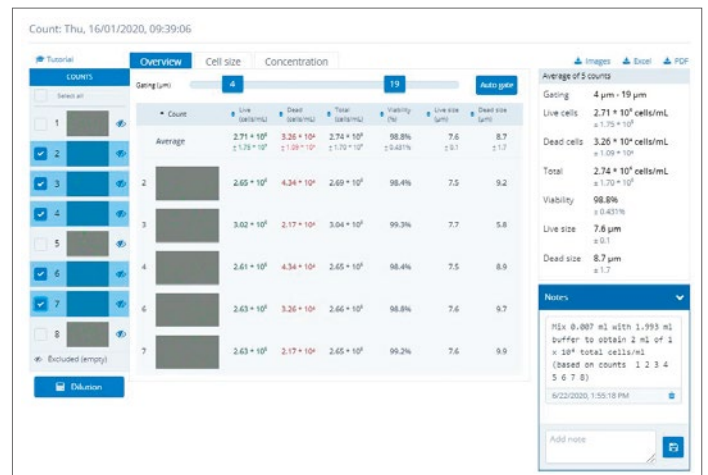 Count: Thu, 16/01/2020, 09:39:06
Tutorial
Overview Cell size Concentration
Images Excel PDF
COUNTS
Select all
1
2
3
4
5
6
7
8
Excluded (empty)
Dilution
Gating (µm) 4 19 Auto gate
Count Live (cells/mL) Dead (cells/mL) Total (cells/mL) Viability (%) Live size (µm) Dead size (µm)
Average 2.71 * 10⁶ 3.26 * 10⁴ 2.74 * 10⁶ 98.8% 7.6 8.7
± 1.75 * 10⁵ ± 1.09 * 10⁴ ± 1.70 * 10⁵ ± 0.431% ± 0.1 ± 1.7
2 2.65 * 10⁶ 4.34 * 10⁴ 2.69 * 10⁶ 98.4% 7.5 9.2
3 3.02 * 10⁶ 2.17 * 10⁴ 3.04 * 10⁶ 99.3% 7.7 5.8
4 2.61 * 10⁶ 4.34 * 10⁴ 2.65 * 10⁶ 98.4% 7.5 8.9
6 2.63 * 10⁶ 3.26 * 10⁴ 2.66 * 10⁶ 98.8% 7.6 9.7
7 2.63 * 10⁶ 2.17 * 10⁴ 2.65 * 10⁶ 99.2% 7.6 9.9
Average of 5 counts
Gating 4 µm - 19 µm
Live cells 2.71 * 10⁶ cells/mL
± 1.75 * 10⁵
Dead cells 3.26 * 10⁴ cells/mL
± 1.09 * 10⁴
Total 2.74 * 10⁶ cells/mL
± 1.70 * 10⁵
Viability 98.8%
± 0.431%
Live size 7.6 µm
± 0.1
Dead size 8.7 µm
± 1.7
Notes
Mix 0.007 ml with 1.993 ml
buffer to obtain 2 ml of 1
x 10⁴ total cells/ml
(based on counts 1 2 3 4
5 6 7 8)
6/22/2020, 1:55:18 PM
Add note